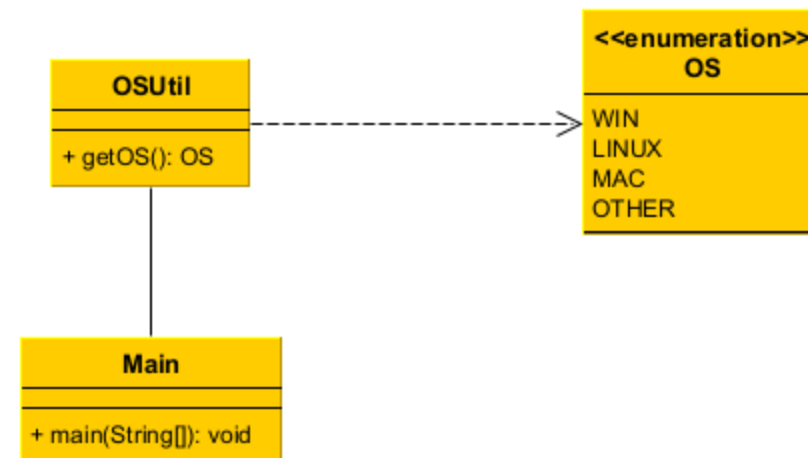 OSUtil
+ getOS(): OS
<<enumeration>>
OS
WIN
LINUX
MAC
OTHER
Main
+ main(String[]): void